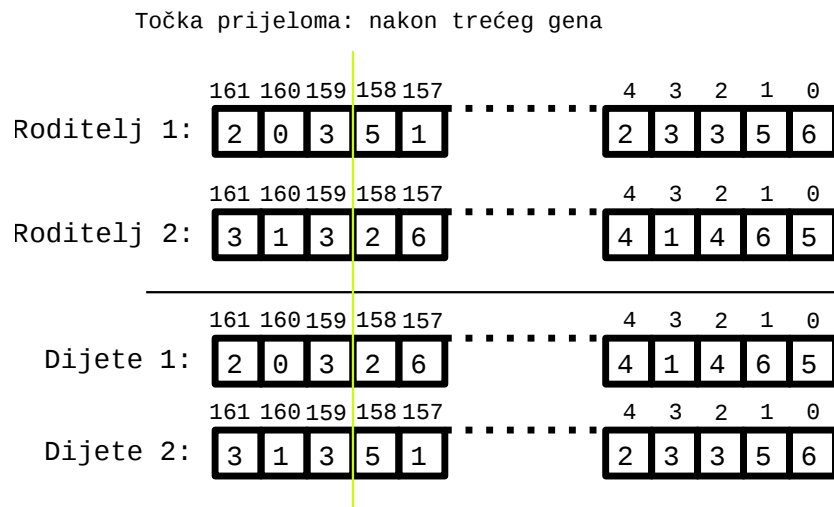 Točka prijeloma: nakon trećeg gena
161 160 159 158 157 4 3 2 1 0
Roditelj 1: 2 0 3 5 1 2 3 3 5 6
161 160 159 158 157 4 3 2 1 0
Roditelj 2: 3 1 3 2 6 4 1 4 6 5
161 160 159 158 157 4 3 2 1 0
Dijete 1: 2 0 3 2 6 4 1 4 6 5
161 160 159 158 157 4 3 2 1 0
Dijete 2: 3 1 3 5 1 2 3 3 5 6